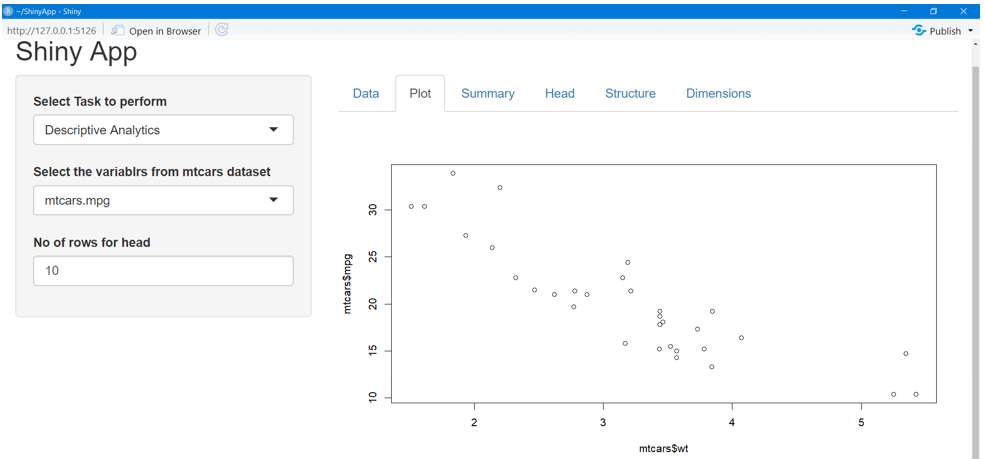 ~/ShinyApp - Shiny
http://127.0.0.1:5126 Open in Browser Publish
Shiny App
Select Task to perform
Descriptive Analytics
Select the variablrs from mtcars dataset
mtcars.mpg
No of rows for head
10
Data Plot Summary Head Structure Dimensions
mtcars$mpg
30
25
20
15
10
2 3 4 5
mtcars$wt